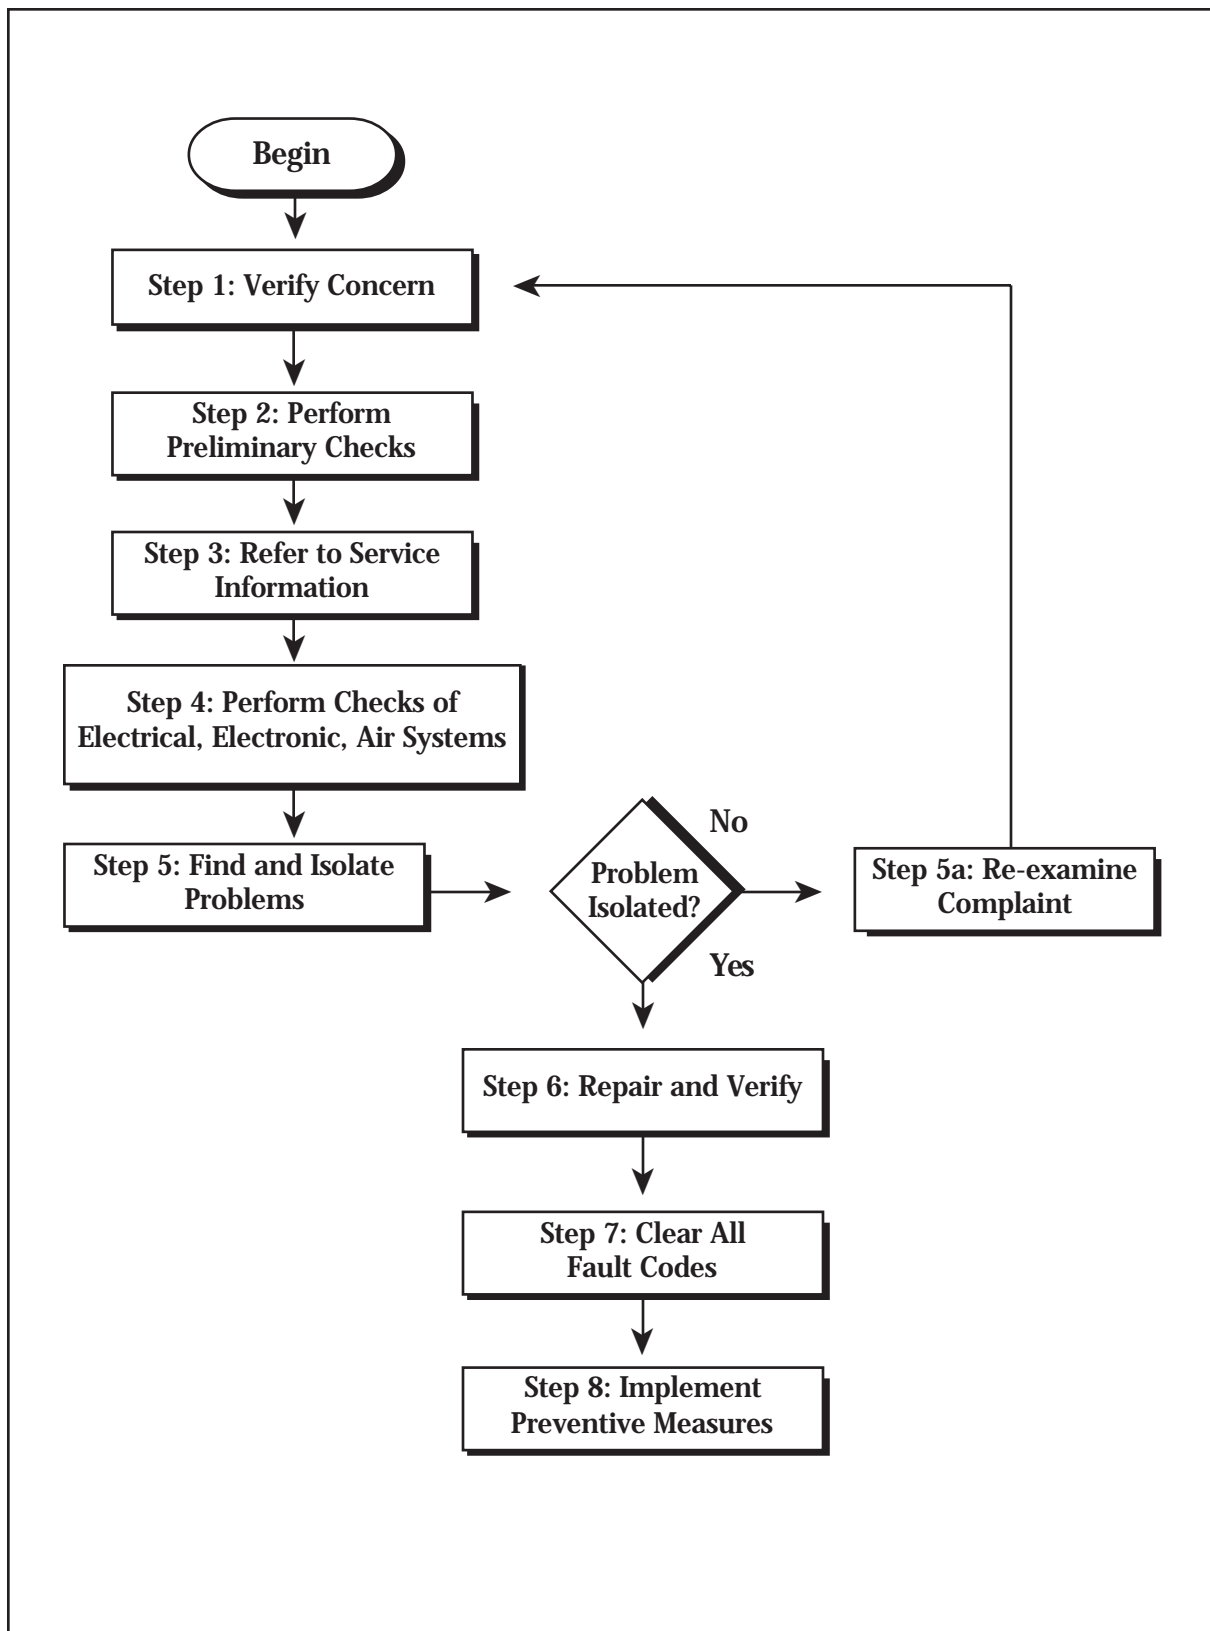 Begin
Step 1: Verify Concern
Step 2: Perform
Preliminary Checks
Step 3: Refer to Service
Information
Step 4: Perform Checks of
Electrical, Electronic, Air Systems
Step 5: Find and Isolate
Problems
Problem
Isolated?
No
Yes
Step 5a: Re-examine
Complaint
Step 6: Repair and Verify
Step 7: Clear All
Fault Codes
Step 8: Implement
Preventive Measures